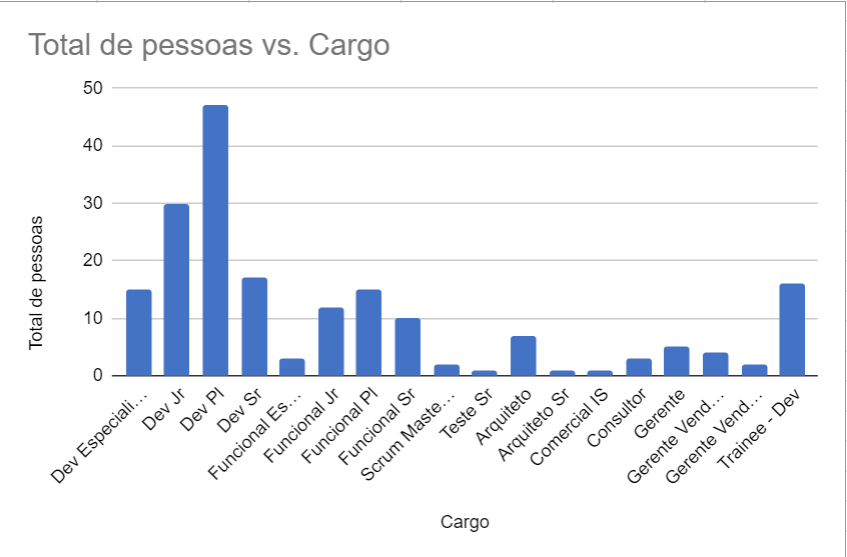 Total de pessoas vs. Cargo
50
40
30
20
10
0
Total de pessoas
Dev Especiali…
Dev Jr
Dev Pl
Dev Sr
Funcional Es…
Funcional Jr
Funcional Pl
Funcional Sr
Scrum Maste…
Teste Sr
Arquiteto
Arquiteto Sr
Comercial IS
Consultor
Gerente
Gerente Vend…
Gerente Vend…
Trainee - Dev
Cargo